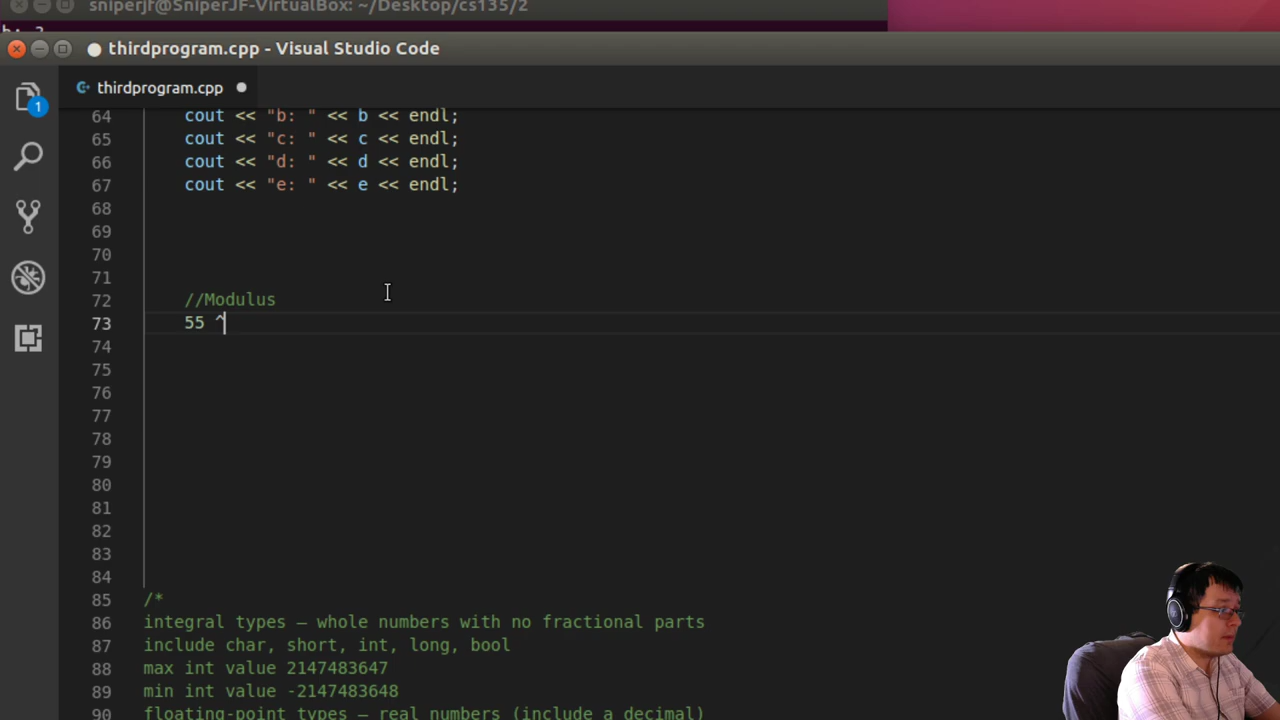 sniperjf@SniperJF-VirtualBox: ~/Desktop/cs135/2
thirdprogram.cpp - Visual Studio Code
thirdprogram.cpp
1
64 cout << "b: " << b << endl;
65 cout << "c: " << c << endl;
66 cout << "d: " << d << endl;
67 cout << "e: " << e << endl;
68
69
70
71
72 //Modulus
73 55 ^
74
75
76
77
78
79
80
81
82
83
84
85 /*
86 integral types – whole numbers with no fractional parts
87 include char, short, int, long, bool
88 max int value 2147483647
89 min int value -2147483648
90 floating-point types – real numbers (include a decimal)